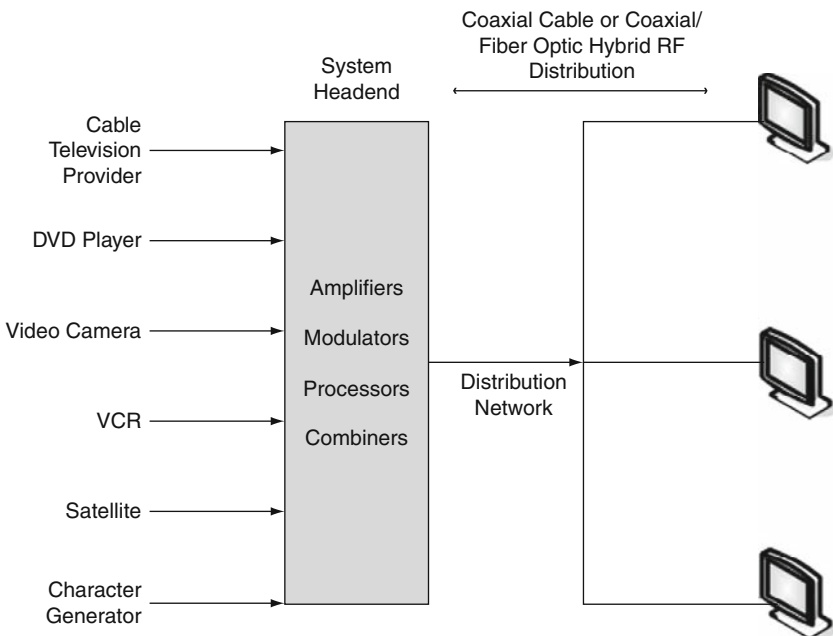 Coaxial Cable or Coaxial/
Fiber Optic Hybrid RF
Distribution
System
Headend
Cable
Television
Provider
DVD Player
Video Camera
VCR
Satellite
Character
Generator
Amplifiers
Modulators
Processors
Combiners
Distribution
Network